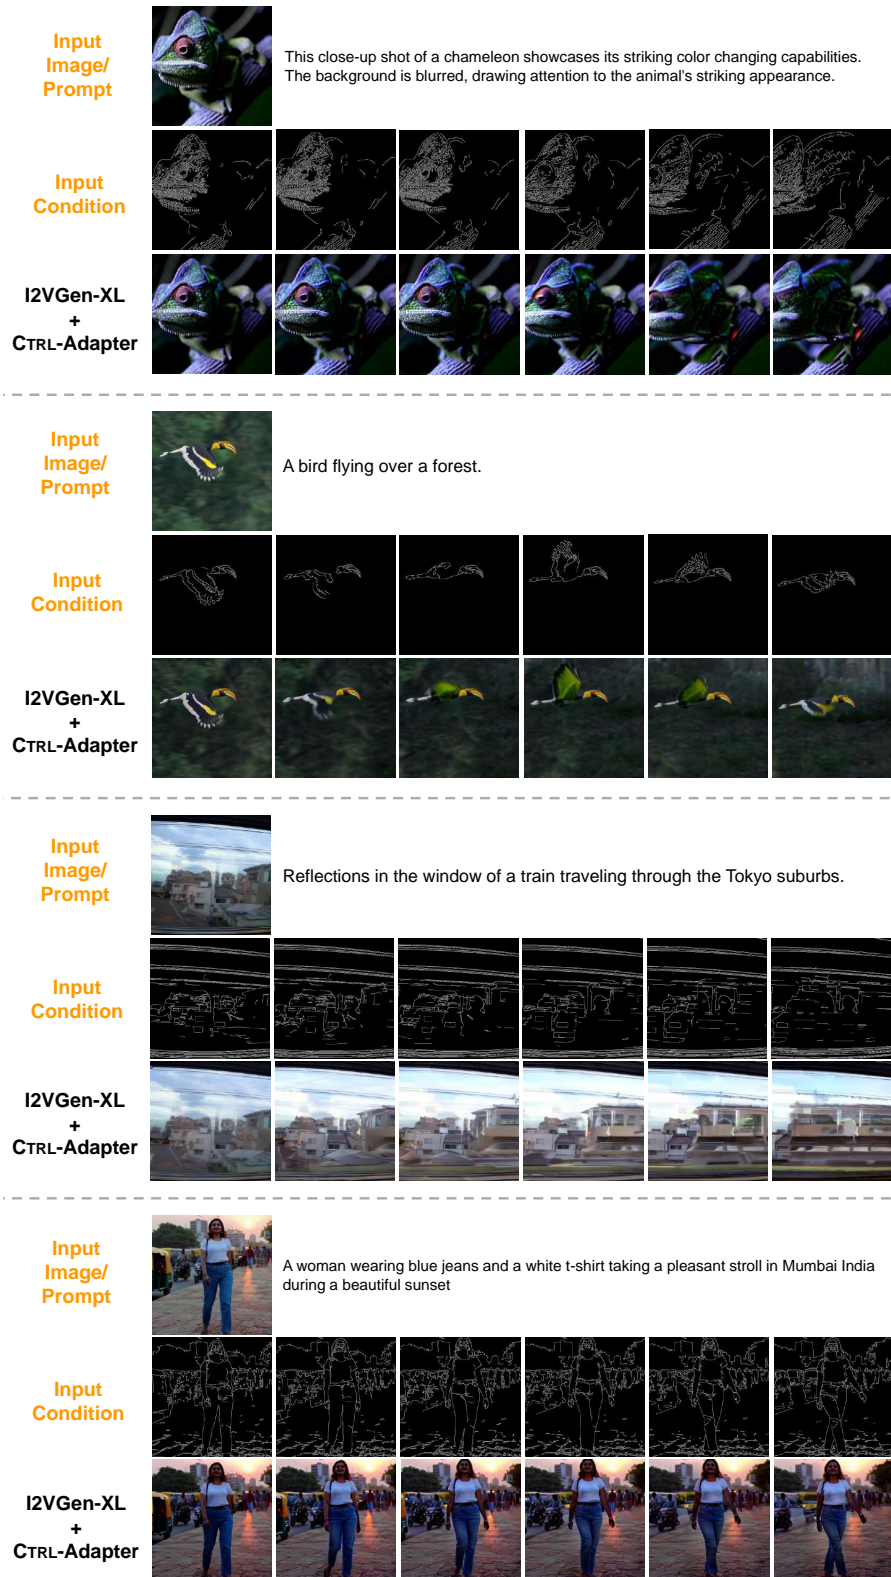 Input
Image/
Prompt
This close-up shot of a chameleon showcases its striking color changing capabilities.
The background is blurred, drawing attention to the animal's striking appearance.
Input
Condition
I2VGen-XL
+
CTRL-Adapter
Input
Image/
Prompt
A bird flying over a forest.
Input
Condition
I2VGen-XL
+
CTRL-Adapter
Input
Image/
Prompt
Reflections in the window of a train traveling through the Tokyo suburbs.
Input
Condition
I2VGen-XL
+
CTRL-Adapter
Input
Image/
Prompt
A woman wearing blue jeans and a white t-shirt taking a pleasant stroll in Mumbai India
during a beautiful sunset
Input
Condition
I2VGen-XL
+
CTRL-Adapter